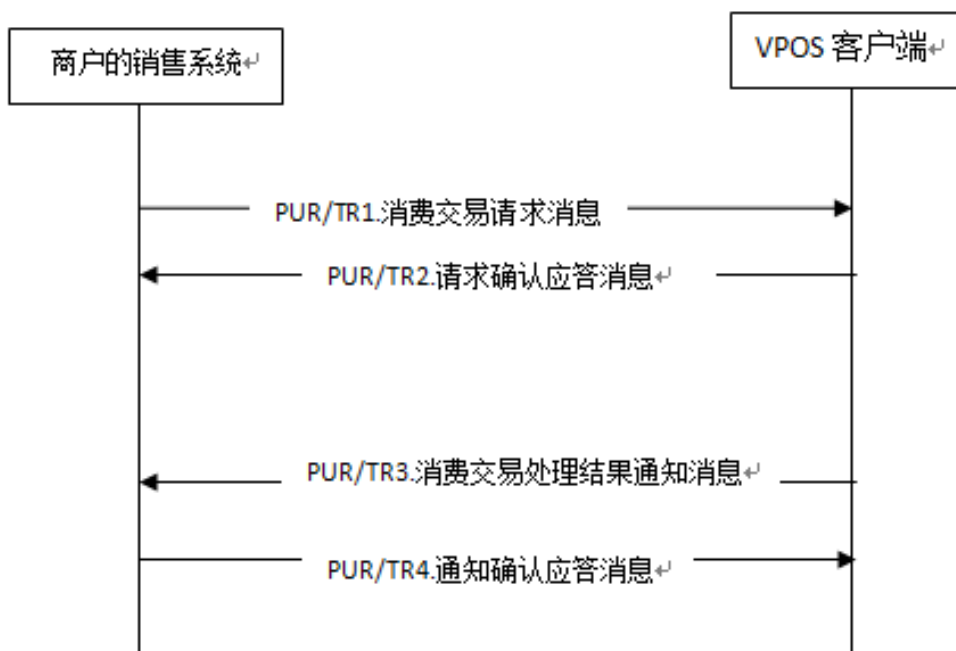 商户的销售系统↵
VPOS 客户端↵
PUR/TR1.消费交易请求消息
PUR/TR2.请求确认应答消息↵
PUR/TR3.消费交易处理结果通知消息↵
PUR/TR4.通知确认应答消息↵